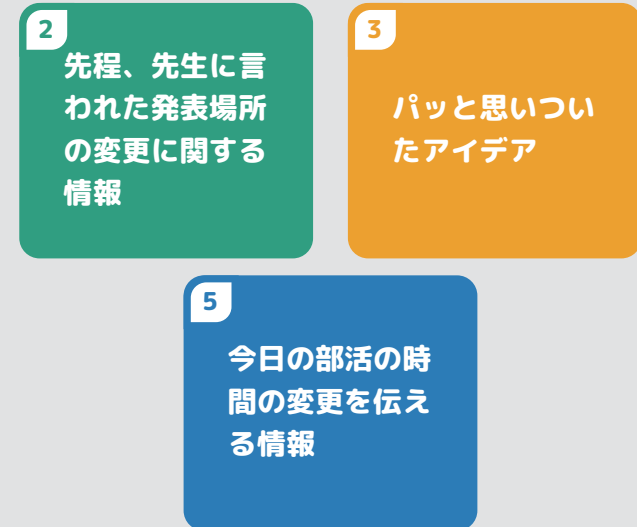 2
先程、先生に言
われた発表場所
の変更に関する
情報
3
パッと思いつい
たアイデア
5
今日の部活の時
間の変更を伝え
る情報